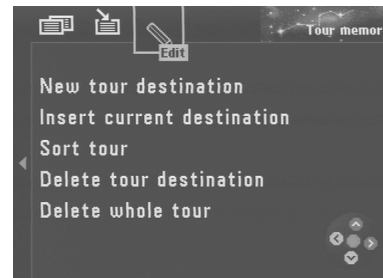 Tour memor
Edit
New tour destination
Insert current destination
Sort tour
Delete tour destination
Delete whole tour